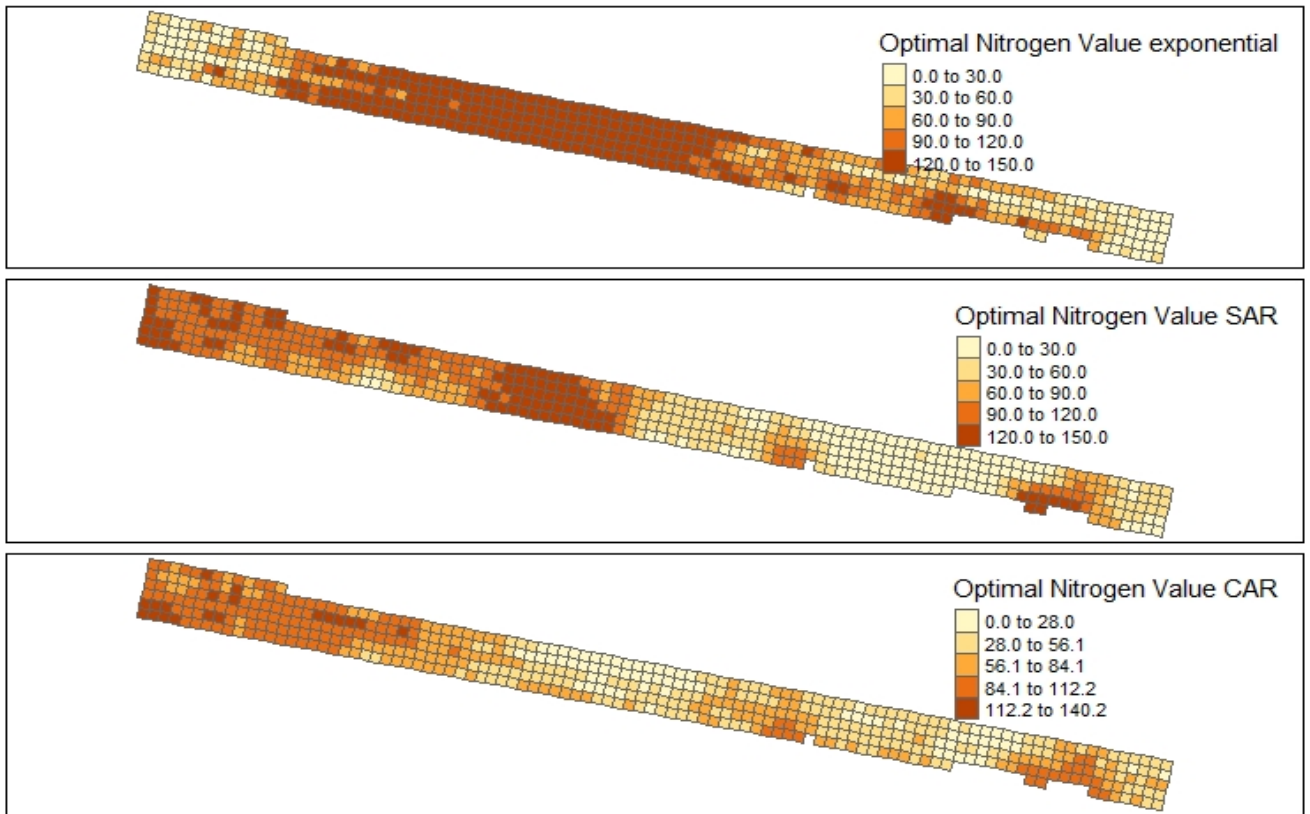 Optimal Nitrogen Value exponential
0.0 to 30.0
30.0 to 60.0
60.0 to 90.0
90.0 to 120.0
120.0 to 150.0
Optimal Nitrogen Value SAR
0.0 to 30.0
30.0 to 60.0
60.0 to 90.0
90.0 to 120.0
120.0 to 150.0
Optimal Nitrogen Value CAR
0.0 to 28.0
28.0 to 56.1
56.1 to 84.1
84.1 to 112.2
112.2 to 140.2